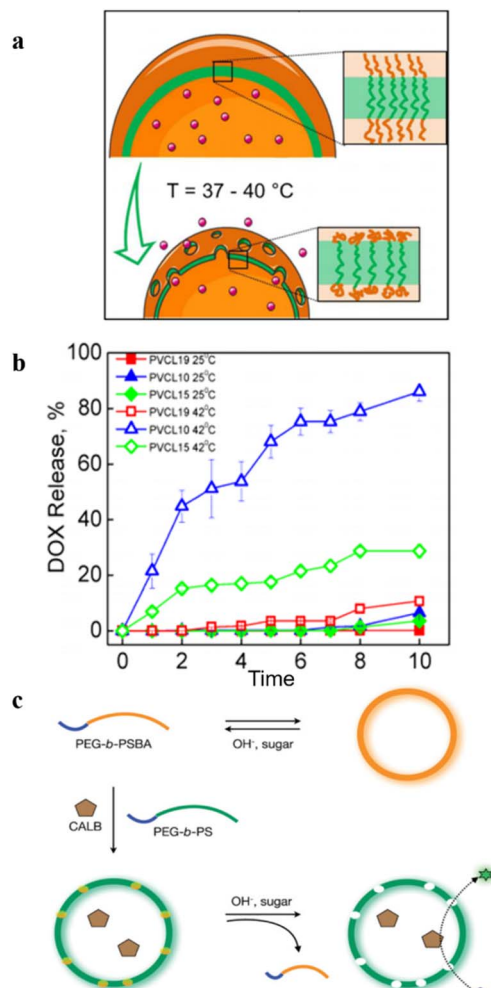 a
T = 37 - 40 °C
b
DOX Release, %
100
80
60
40
20
0
PVCL19 25°C
PVCL10 25°C
PVCL15 25°C
PVCL19 42°C
PVCL10 42°C
PVCL15 42°C
0 2 4 6 8 10
Time
c
PEG-b-PSBA
OH⁻, sugar
CALB
PEG-b-PS
OH⁻, sugar